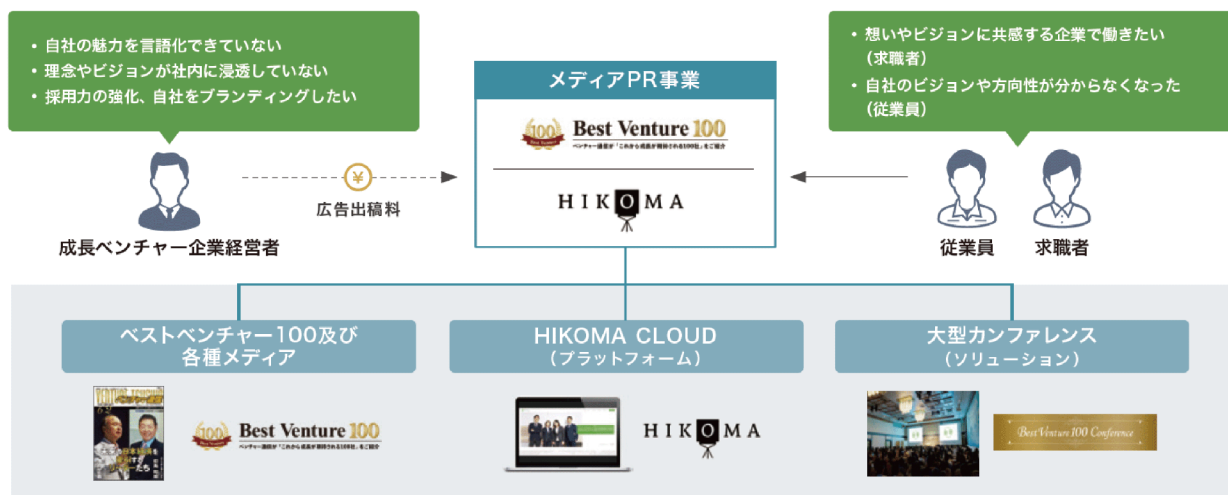 • 自社の魅力を言語化できていない
• 理念やビジョンが社内に浸透していない
• 採用力の強化、自社をブランディングしたい
• 想いやビジョンに共感する企業で働きたい
（求職者）
• 自社のビジョンや方向性が分からなくなった
（従業員）
メディアPR事業
100
Best Venture
Best Venture 100
ベンチャー通信が「これから成長が期待される100社」をご紹介
HIKOMA
¥
広告出稿料
成長ベンチャー企業経営者
従業員
求職者
ベストベンチャー100及び
各種メディア
HIKOMA CLOUD
（プラットフォーム）
大型カンファレンス
（ソリューション）
100
Best Venture 100
ベンチャー通信が「これから成長が期待される100社」をご紹介
HIKOMA
Best Venture 100 Conference